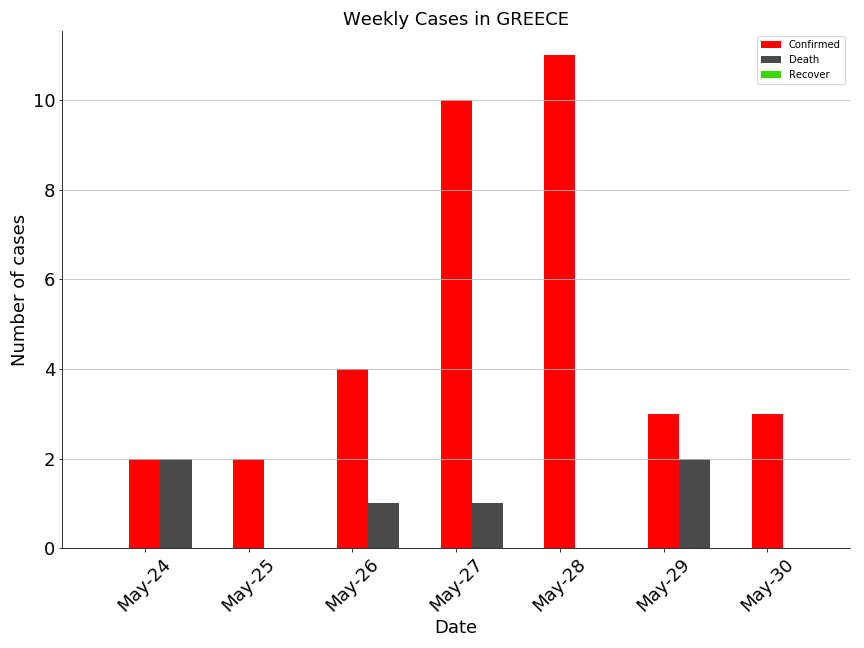 Weekly Cases in GREECE
Confirmed
Death
Recover
Number of cases
10
8
6
4
2
0
May-24
May-25
May-26
May-27
May-28
May-29
May-30
Date